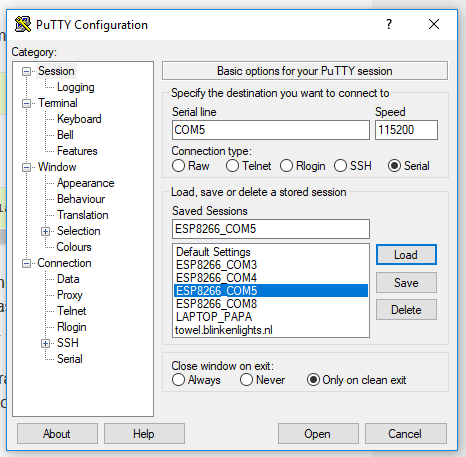 PuTTY Configuration
?
Category:
Session
Logging
Terminal
Keyboard
Bell
Features
Window
Appearance
Behaviour
Translation
Selection
Colours
Connection
Data
Proxy
Telnet
Rlogin
SSH
Serial
Basic options for your PuTTY session
Specify the destination you want to connect to
Serial line Speed
COM5 115200
Connection type:
Raw Telnet Rlogin SSH Serial
Load, save or delete a stored session
Saved Sessions
ESP8266_COM5
Default Settings
ESP8266_COM3
ESP8266_COM4
ESP8266_COM5
ESP8266_COM8
LAPTOP_PAPA
towel.blinkenlights.nl
Load
Save
Delete
Close window on exit:
Always Never Only on clean exit
About Help Open Cancel